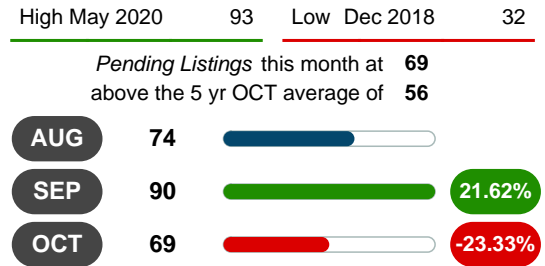 High May 2020 93 Low Dec 2018 32
Pending Listings this month at 69
above the 5 yr OCT average of 56
AUG 74
SEP 90 21.62%
OCT 69 -23.33%